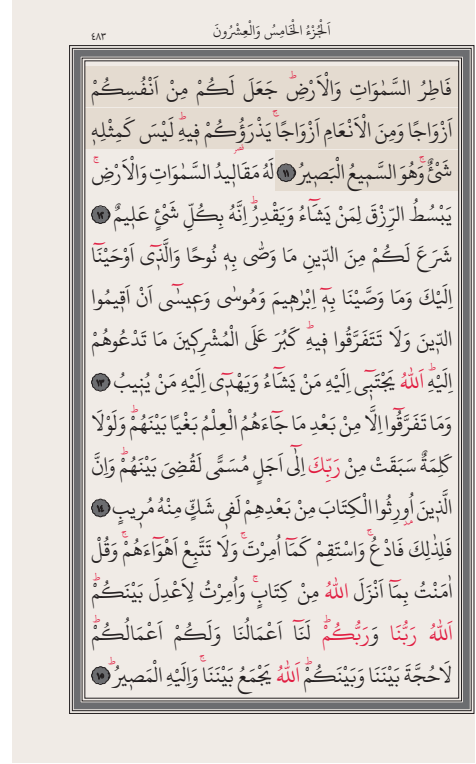 اَلْجُزْءُ الْخَامِسُ وَالْعِشْرُونَ
٤٨٣
فَاطِرُ السَّمٰوَاتِ وَالْاَرْضِۜ جَعَلَ لَكُمْ مِنْ اَنْفُسِكُمْ
اَزْوَاجًا وَمِنَ الْاَنْعَامِ اَزْوَاجًاۚ يَذْرَؤُكُمْ فٖيهِۜ لَيْسَ كَمِثْلِهٖ
شَيْءٌۚ وَهُوَ السَّمٖيعُ الْبَصٖيرُ ﴿١١﴾ لَهُ مَقَالٖيدُ السَّمٰوَاتِ وَالْاَرْضِۚ
يَبْسُطُ الرِّزْقَ لِمَنْ يَشَٓاءُ وَيَقْدِرُۜ اِنَّهُ بِكُلِّ شَيْءٍ عَلٖيمٌ ﴿١٢﴾
شَرَعَ لَكُمْ مِنَ الدّٖينِ مَا وَصّٰى بِهٖ نُوحًا وَالَّذٖٓي اَوْحَيْنَٓا
اِلَيْكَ وَمَا وَصَّيْنَا بِهٖٓ اِبْرٰهٖيمَ وَمُوسٰى وَعٖيسٰٓى اَنْ اَقٖيمُوا
الدّٖينَ وَلَا تَتَفَرَّقُوا فٖيهِۜ كَبُرَ عَلَى الْمُشْرِكٖينَ مَا تَدْعُوهُمْ
اِلَيْهِۜ اَللّٰهُ يَجْتَبٖٓي اِلَيْهِ مَنْ يَشَٓاءُ وَيَهْدٖٓي اِلَيْهِ مَنْ يُنٖيبُ ﴿١٣﴾
وَمَا تَفَرَّقُٓوا اِلَّا مِنْ بَعْدِ مَا جَٓاءَهُمُ الْعِلْمُ بَغْيًا بَيْنَهُمْۜ وَلَوْلَا
كَلِمَةٌ سَبَقَتْ مِنْ رَبِّكَ اِلٰٓى اَجَلٍ مُسَمًّى لَقُضِيَ بَيْنَهُمْۜ وَاِنَّ
الَّذٖينَ اُو۫رِثُوا الْكِتَابَ مِنْ بَعْدِهِمْ لَفٖي شَكٍّ مِنْهُ مُرٖيبٍ ﴿١٤﴾
فَلِذٰلِكَ فَادْعُۚ وَاسْتَقِمْ كَمَٓا اُمِرْتَۚ وَلَا تَتَّبِعْ اَهْوَٓاءَهُمْۚ وَقُلْ
اٰمَنْتُ بِمَٓا اَنْزَلَ اللّٰهُ مِنْ كِتَابٍۚ وَاُمِرْتُ لِاَعْدِلَ بَيْنَكُمْۜ
اَللّٰهُ رَبُّنَا وَرَبُّكُمْۜ لَنَٓا اَعْمَالُنَا وَلَكُمْ اَعْمَالُكُمْۜ
لَا حُجَّةَ بَيْنَنَا وَبَيْنَكُمْۜ اَللّٰهُ يَجْمَعُ بَيْنَنَاۚ وَاِلَيْهِ الْمَصٖيرُۜ ﴿١٥﴾